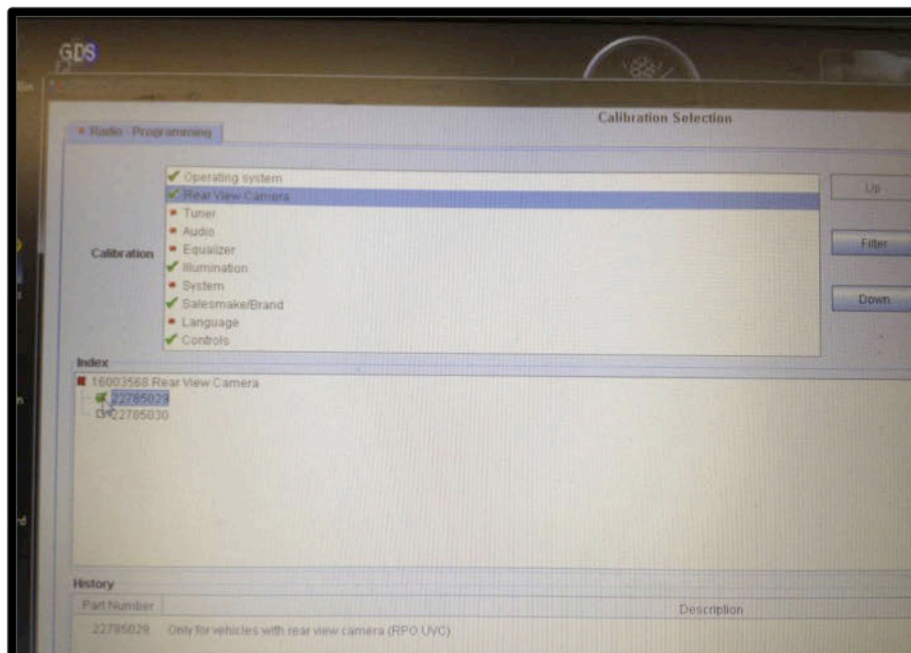 GDS
Calibration Selection
Radio - Programming
Operating system
Rear View Camera
Up
Tuner
Audio
Calibration
Equalizer
Filter
Illumination
System
Salesmake/Brand
Down
Language
Controls
Index
16003568 Rear View Camera
22785029
22785030
History
Part Number Description
22785029 Only for vehicles with rear view camera (RPO UVC)